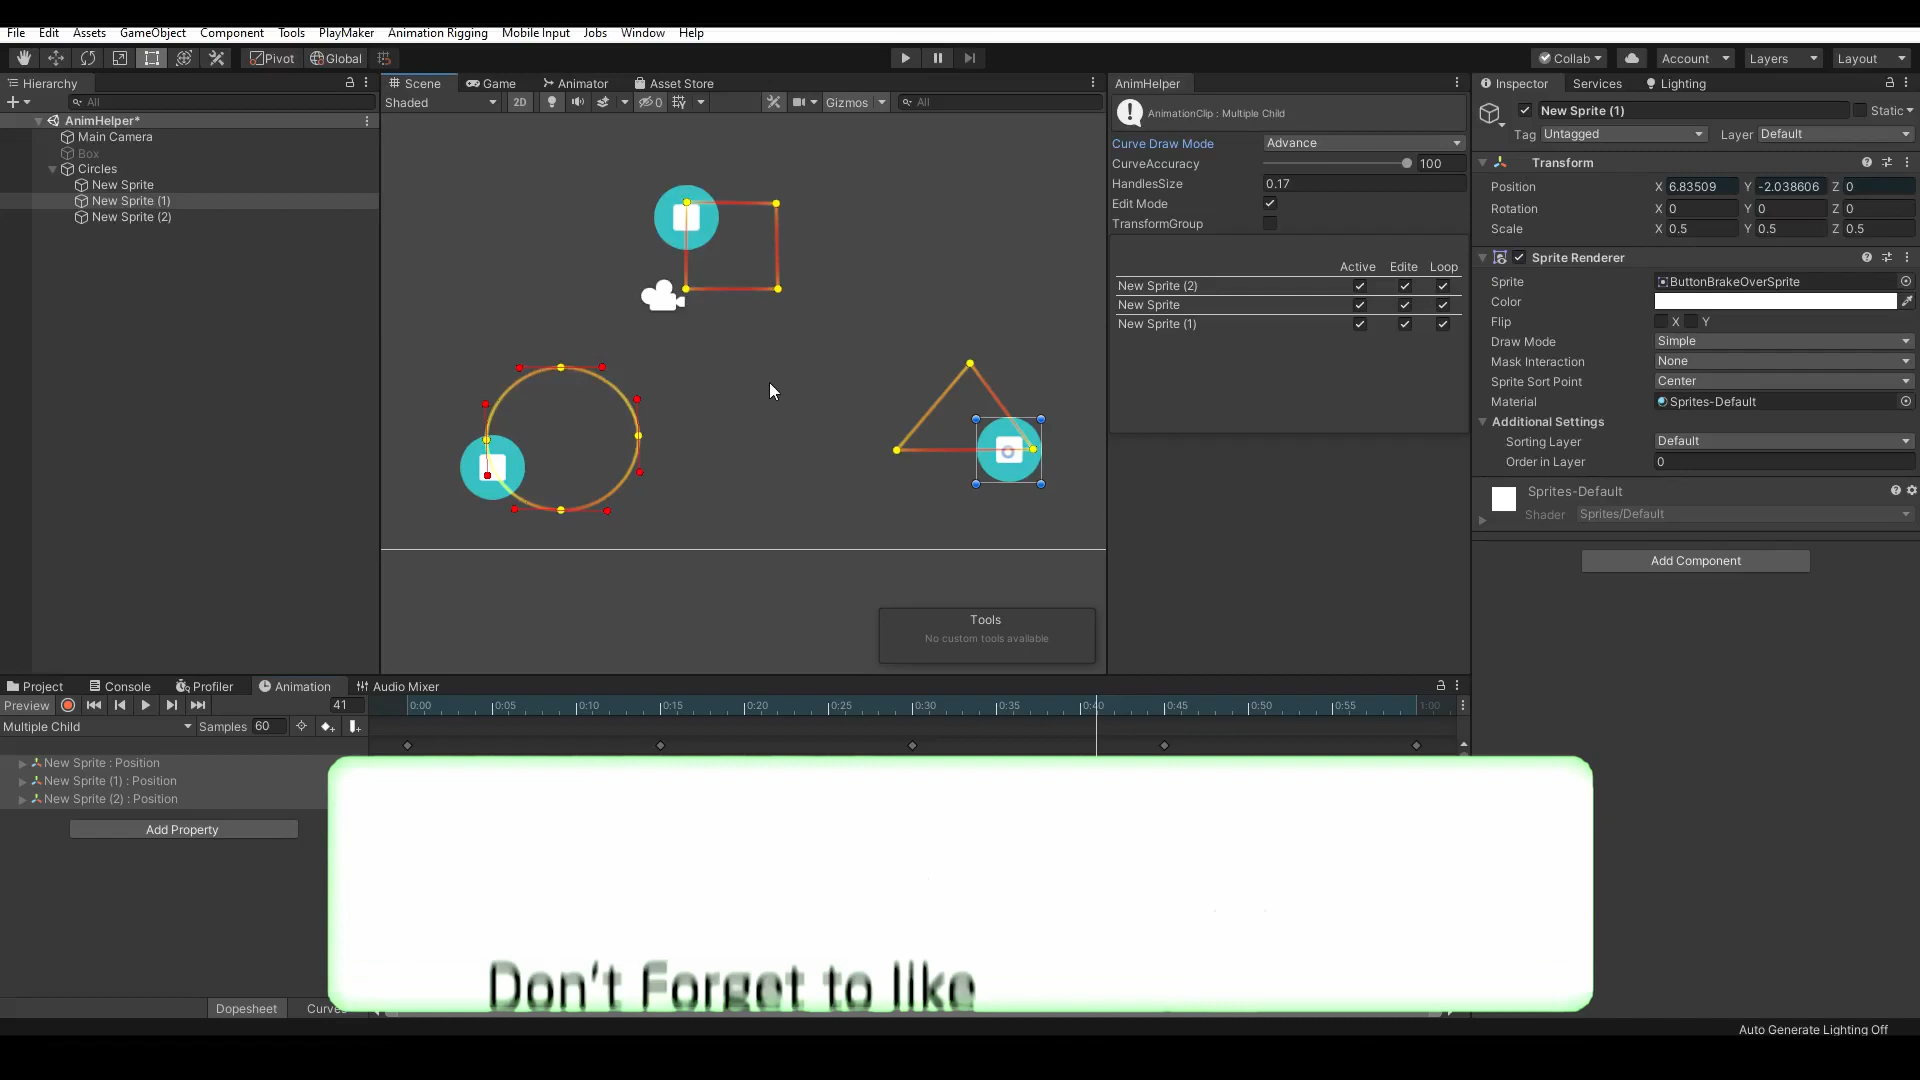 File Edit Assets GameObject Component Tools PlayMaker Animation Rigging Mobile Input Jobs Window Help
Pivot Global Collab Account Layers Layout
Hierarchy
All
AnimHelper*
Main Camera
Box
Circles
New Sprite
New Sprite (1)
New Sprite (2)
Scene Game Animator Asset Store
Shaded 2D 0 Gizmos All
Tools
No custom tools available
AnimHelper
AnimationClip : Multiple Child
Curve Draw Mode Advance
CurveAccuracy 100
HandlesSize 0.17
Edit Mode
TransformGroup
Active Edite Loop
New Sprite (2)
New Sprite
New Sprite (1)
Inspector Services Lighting
New Sprite (1) Static
Tag Untagged Layer Default
Transform
Position X 6.83509 Y -2.038606 Z 0
Rotation X 0 Y 0 Z 0
Scale X 0.5 Y 0.5 Z 0.5
Sprite Renderer
Sprite ButtonBrakeOverSprite
Color
Flip X Y
Draw Mode Simple
Mask Interaction None
Sprite Sort Point Center
Material Sprites-Default
Additional Settings
Sorting Layer Default
Order in Layer 0
Sprites-Default
Shader Sprites/Default
Add Component
Project Console Profiler Animation Audio Mixer
Preview 41 0:00 0:05 0:10 0:15 0:20 0:25 0:30 0:35 0:40 0:45 0:50 0:55 1:00
Multiple Child Samples 60
New Sprite : Position
New Sprite (1) : Position
New Sprite (2) : Position
Add Property
Don't Forget to like
Dopesheet Curves
Auto Generate Lighting Off